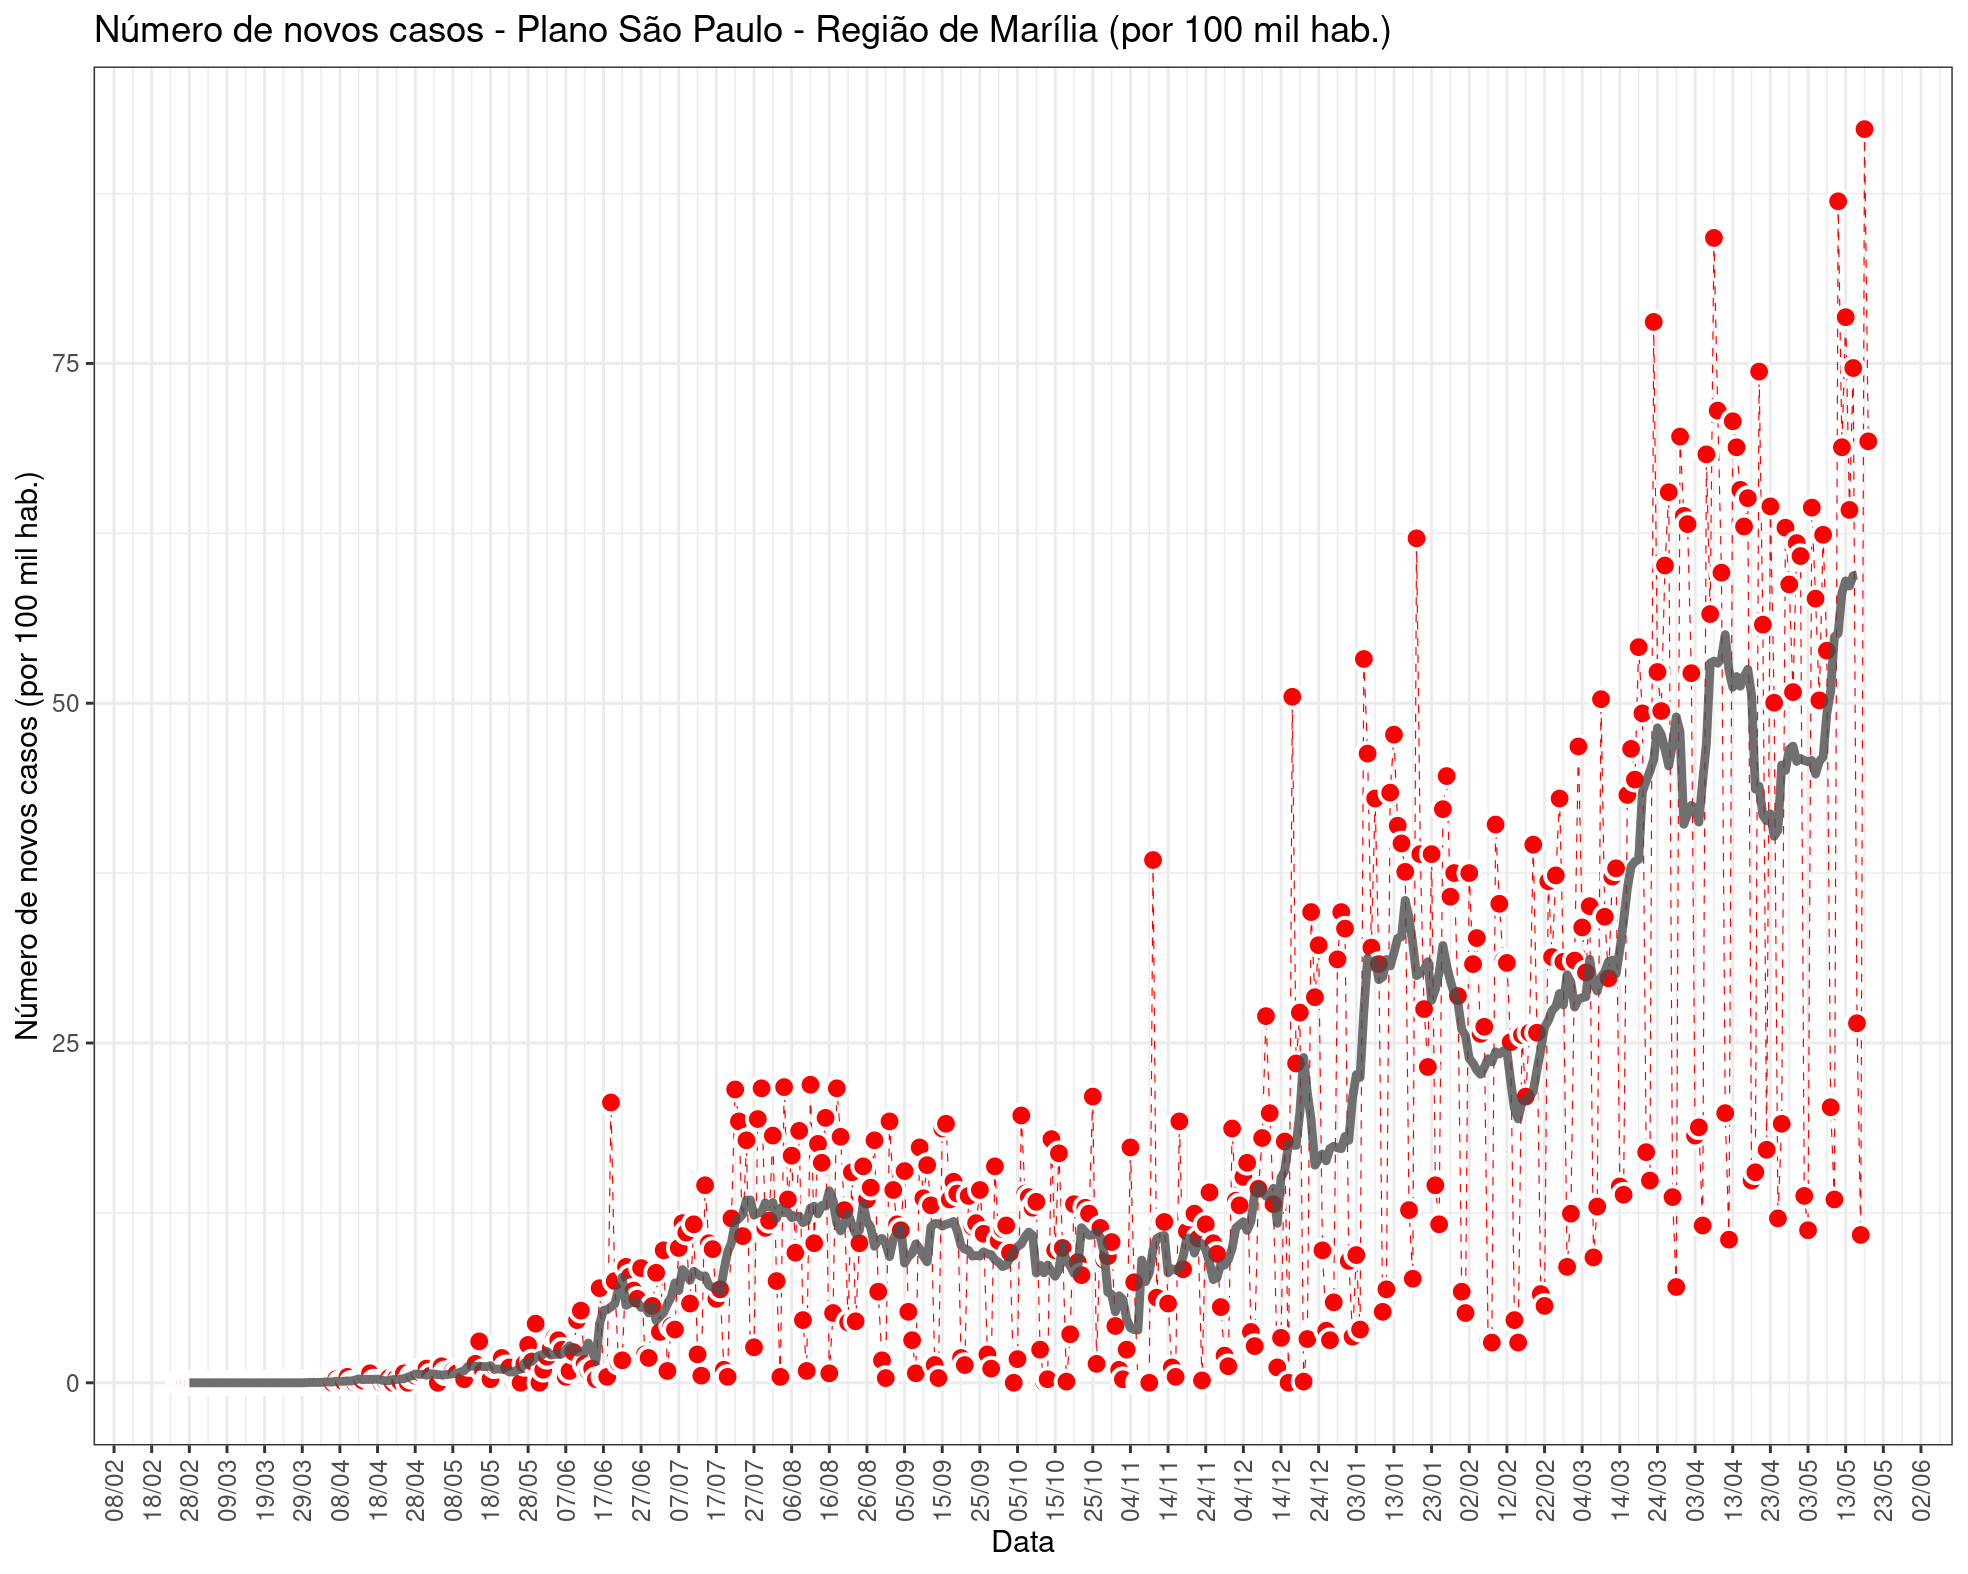 Número de novos casos - Plano São Paulo - Região de Marília (por 100 mil hab.)
Número de novos casos (por 100 mil hab.)
75
50
25
0
08/02 18/02 28/02 09/03 19/03 29/03 08/04 18/04 28/04 08/05 18/05 28/05 07/06 17/06 27/06 07/07 17/07 27/07 06/08 16/08 26/08 05/09 15/09 25/09 05/10 15/10 25/10 04/11 14/11 24/11 04/12 14/12 24/12 03/01 13/01 23/01 02/02 12/02 22/02 04/03 14/03 24/03 03/04 13/04 23/04 03/05 13/05 23/05 02/06
Data